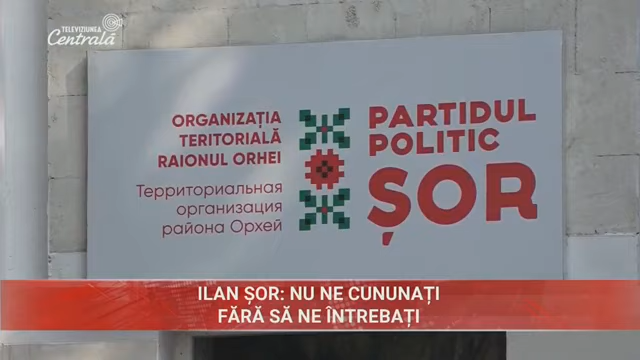 TELEVIZIUNEA
Centrală
ORGANIZAȚIA
TERITORIALĂ
RAIONUL ORHEI
Территориальная
организация
района Орхей
PARTIDUL
POLITIC
ȘOR
ILAN ȘOR: NU NE CUNUNAȚI
FĂRĂ SĂ NE ÎNTREBAȚI